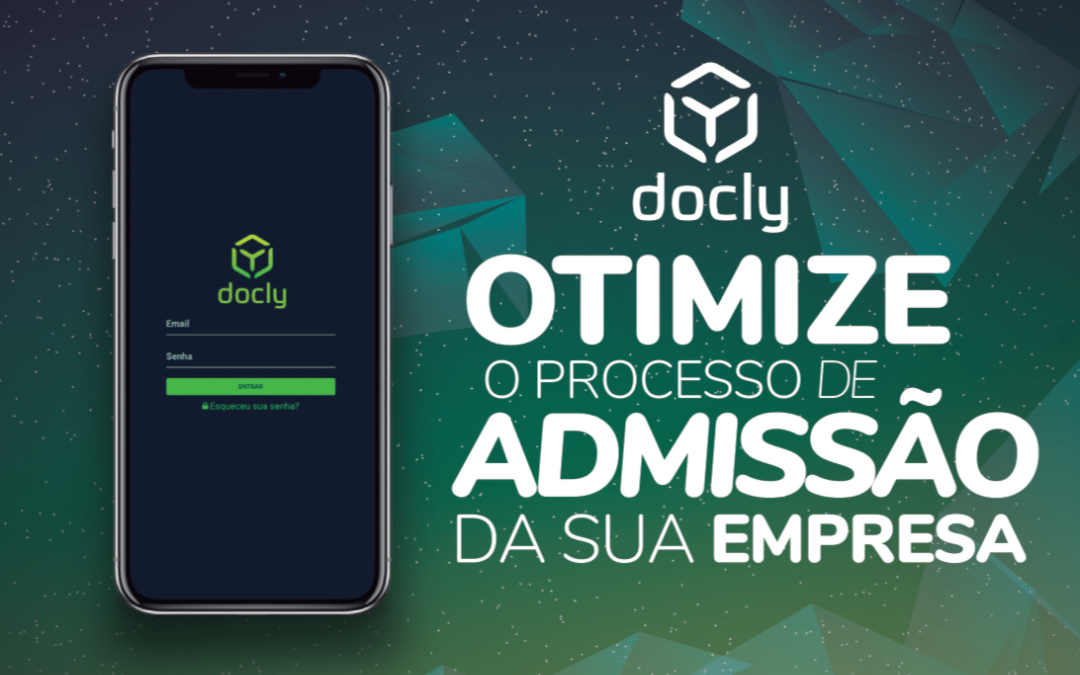 docly
Email
Senha
ENTRAR
Esqueceu sua senha?
docly
OTIMIZE
O PROCESSO DE
ADMISSÃO
DA SUA EMPRESA